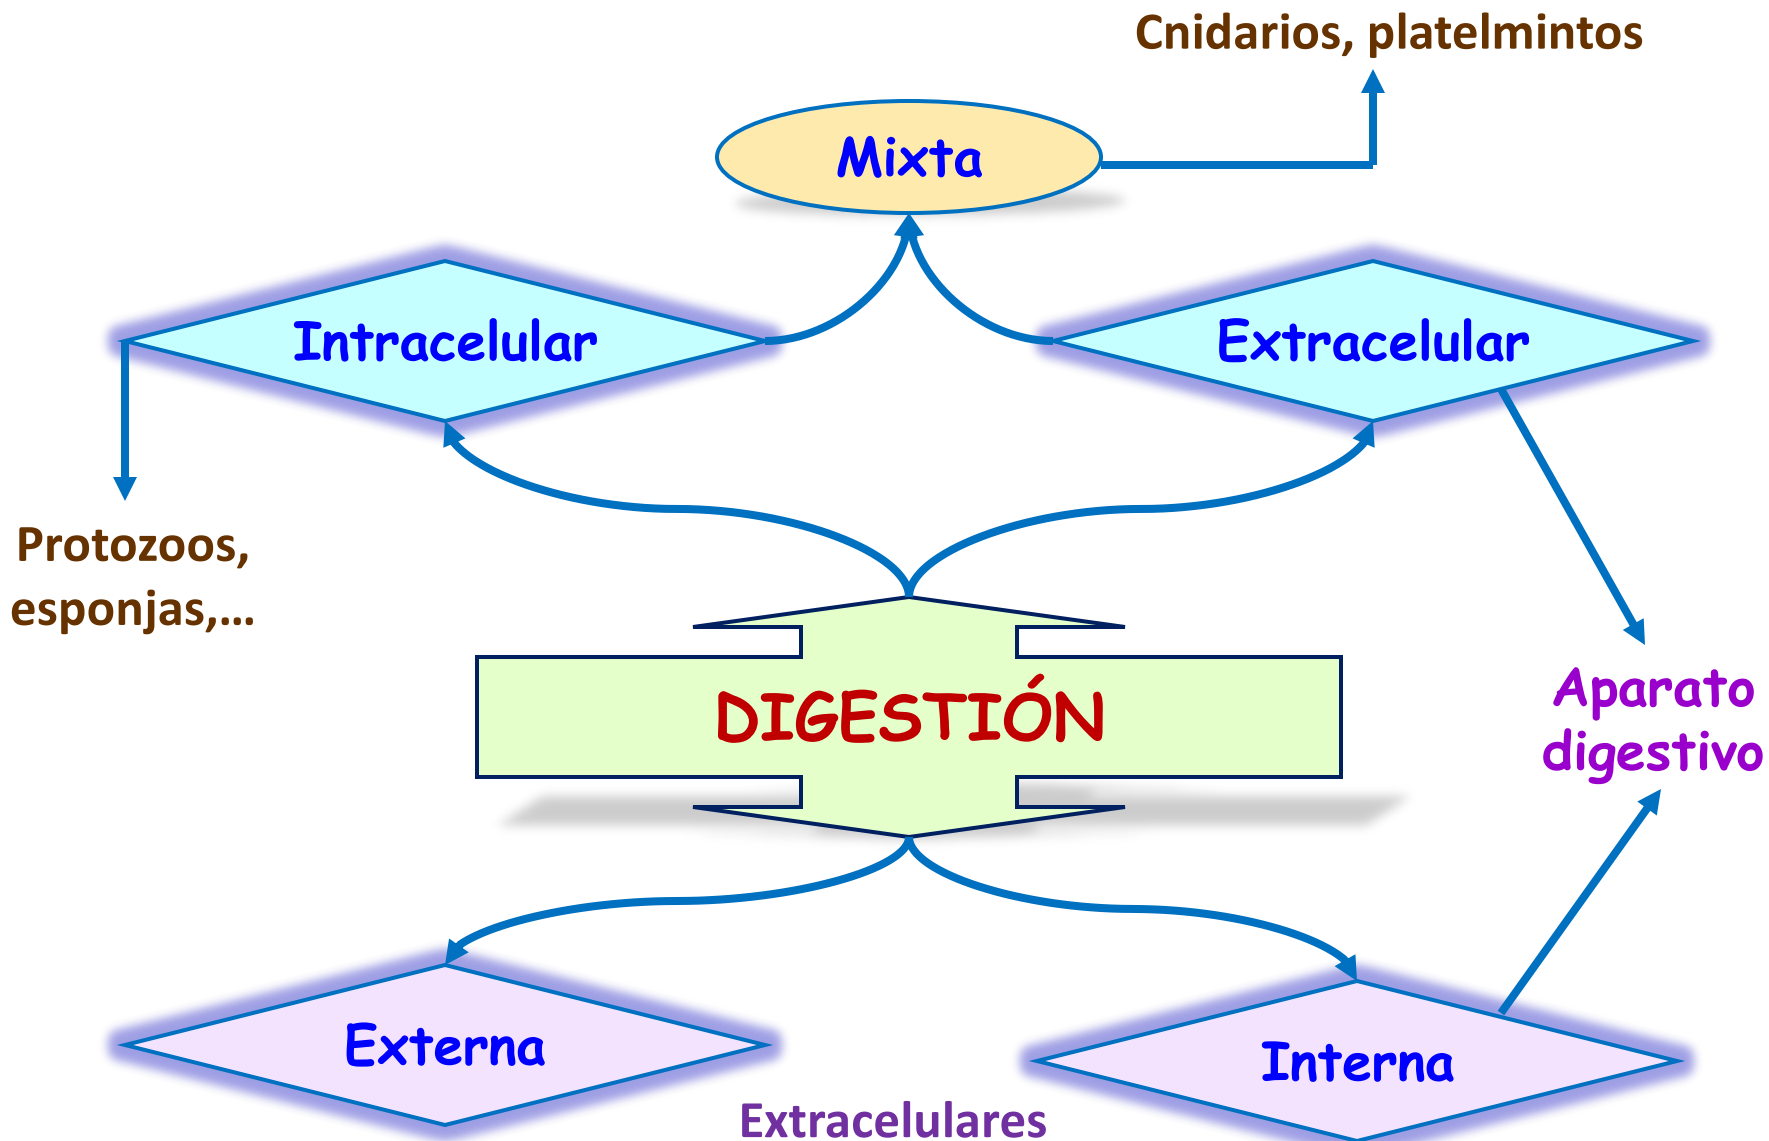 Cnidarios, platelmintos
Mixta
Intracelular
Extracelular
Protozoos,
esponjas,...
DIGESTIÓN
Aparato
digestivo
Externa
Interna
Extracelulares